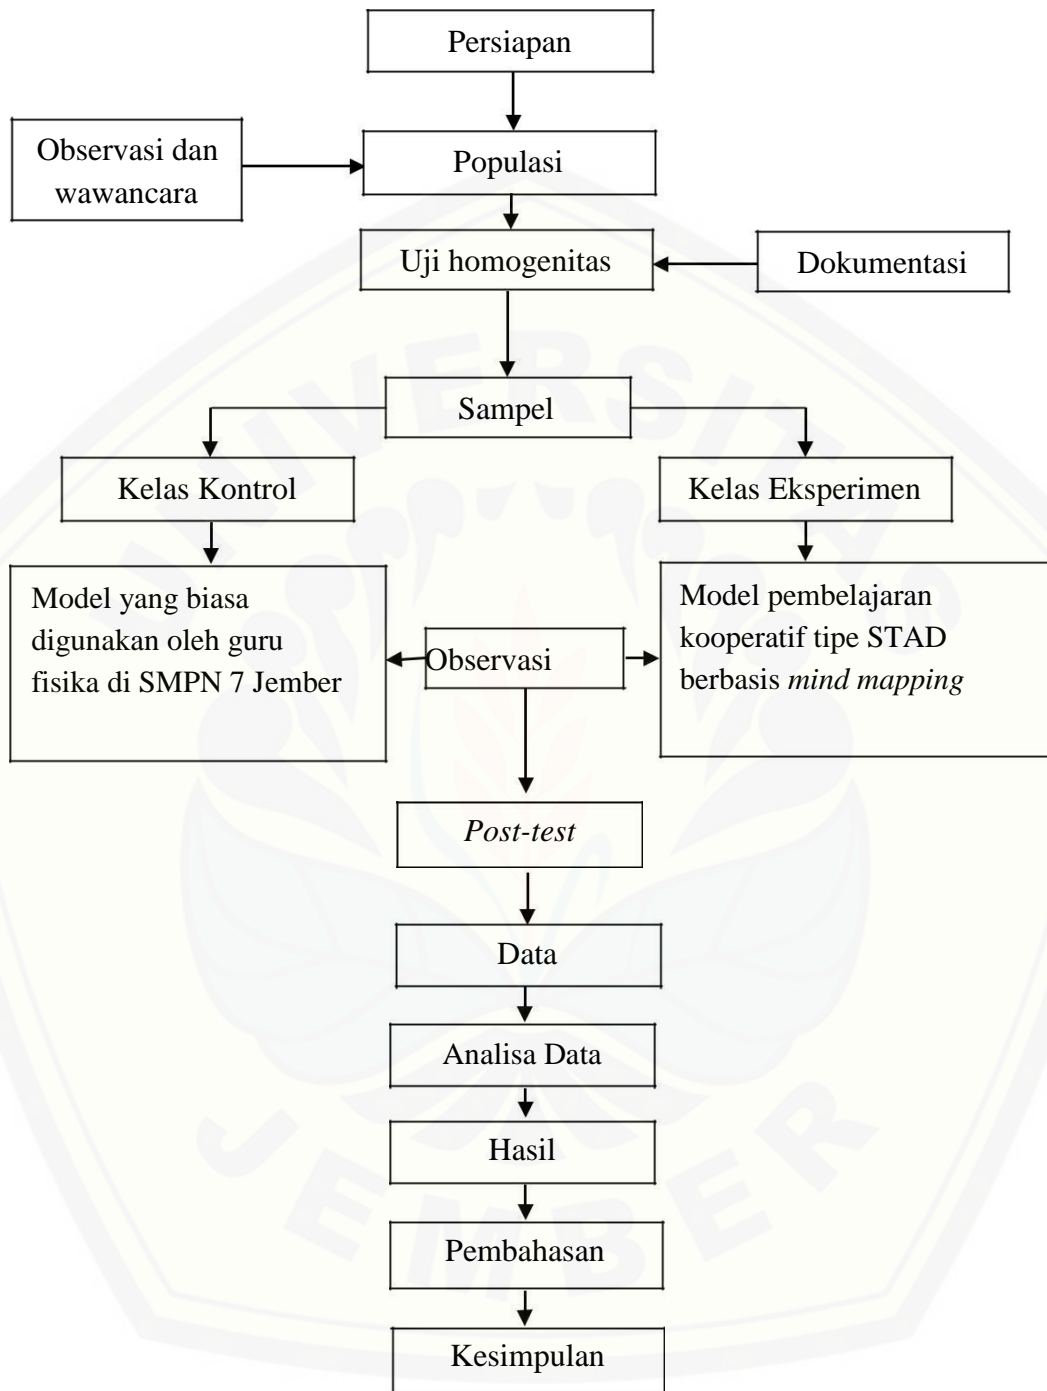 Persiapan
Observasi dan
wawancara
Populasi
Uji homogenitas
Dokumentasi
Sampel
Kelas Kontrol
Kelas Eksperimen
Model yang biasa
digunakan oleh guru
fisika di SMPN 7 Jember
Observasi
Model pembelajaran
kooperatif tipe STAD
berbasis mind mapping
Post-test
Data
Analisa Data
Hasil
Pembahasan
Kesimpulan
UNIVERSITAS
JEMBER